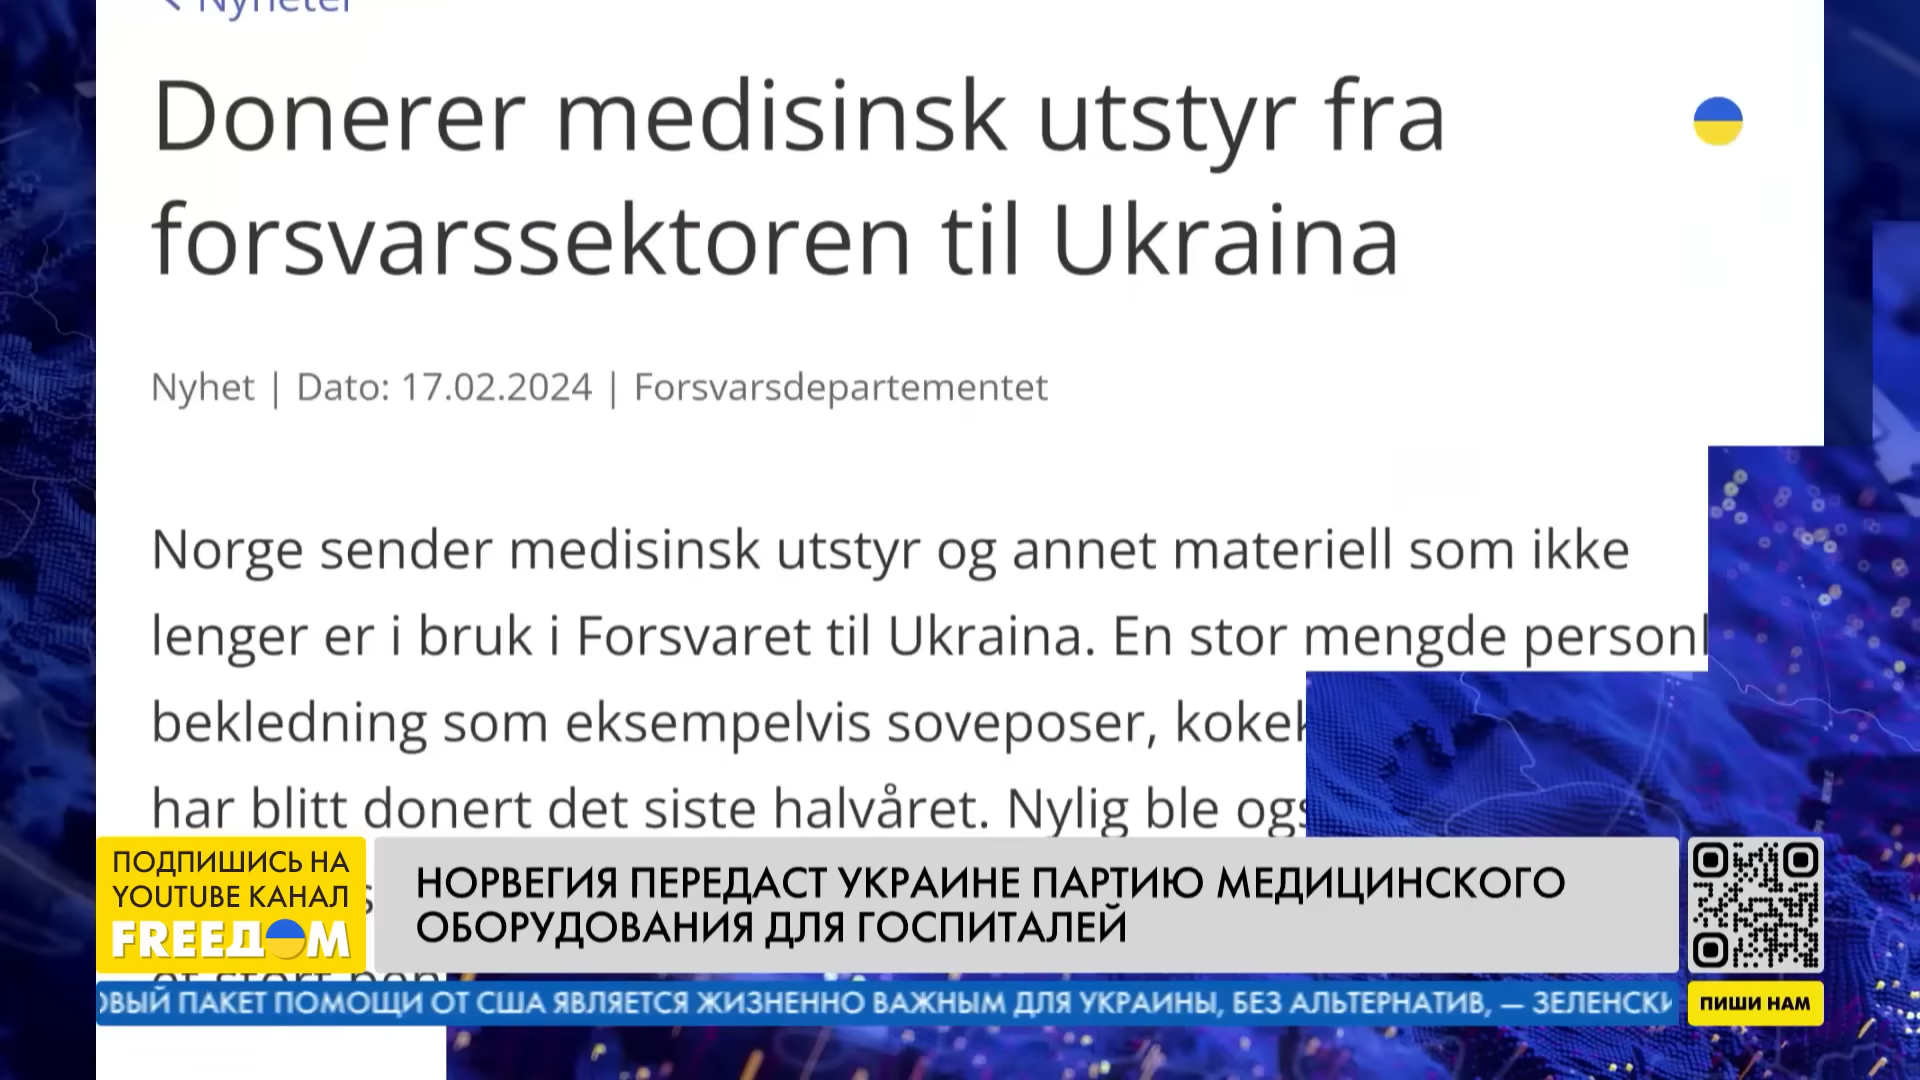 Nyheter
Donerer medisinsk utstyr fra
forsvarssektoren til Ukraina
Nyhet | Dato: 17.02.2024 | Forsvarsdepartementet
Norge sender medisinsk utstyr og annet materiell som ikke
lenger er i bruk i Forsvaret til Ukraina. En stor mengde personl
bekledning som eksempelvis soveposer, kokek
har blitt donert det siste halvåret. Nylig ble ogs
ПОДПИШИСЬ НА
YOUTUBE КАНАЛ
FREEДOM
НОРВЕГИЯ ПЕРЕДАСТ УКРАИНЕ ПАРТИЮ МЕДИЦИНСКОГО
ОБОРУДОВАНИЯ ДЛЯ ГОСПИТАЛЕЙ
ОВЫЙ ПАКЕТ ПОМОЩИ ОТ США ЯВЛЯЕТСЯ ЖИЗНЕННО ВАЖНЫМ ДЛЯ УКРАИНЫ, БЕЗ АЛЬТЕРНАТИВ, — ЗЕЛЕНСКИ
ПИШИ НАМ